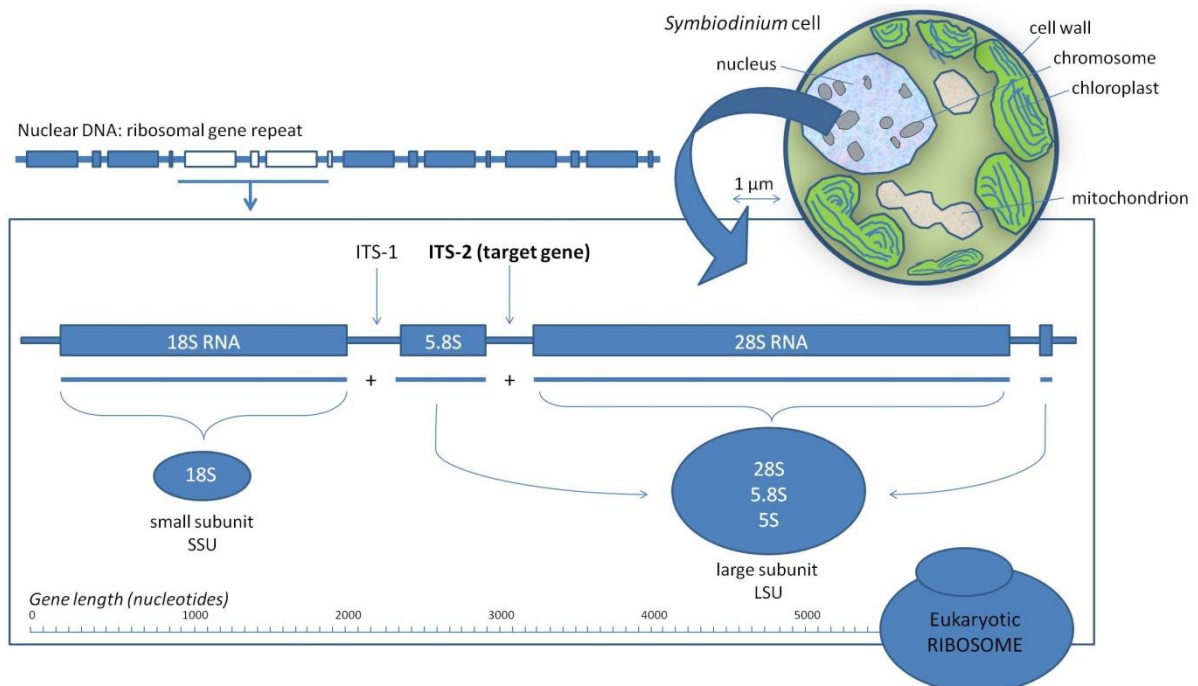 Symbiodinium cell
cell wall
nucleus
chromosome
chloroplast
Nuclear DNA: ribosomal gene repeat
1 µm
mitochondrion
ITS-1
ITS-2 (target gene)
18S RNA
5.8S
28S RNA
+
+
18S
small subunit
SSU
28S
5.8S
5S
large subunit
LSU
Gene length (nucleotides)
0 1000 2000 3000 4000 5000
Eukaryotic
RIBOSOME